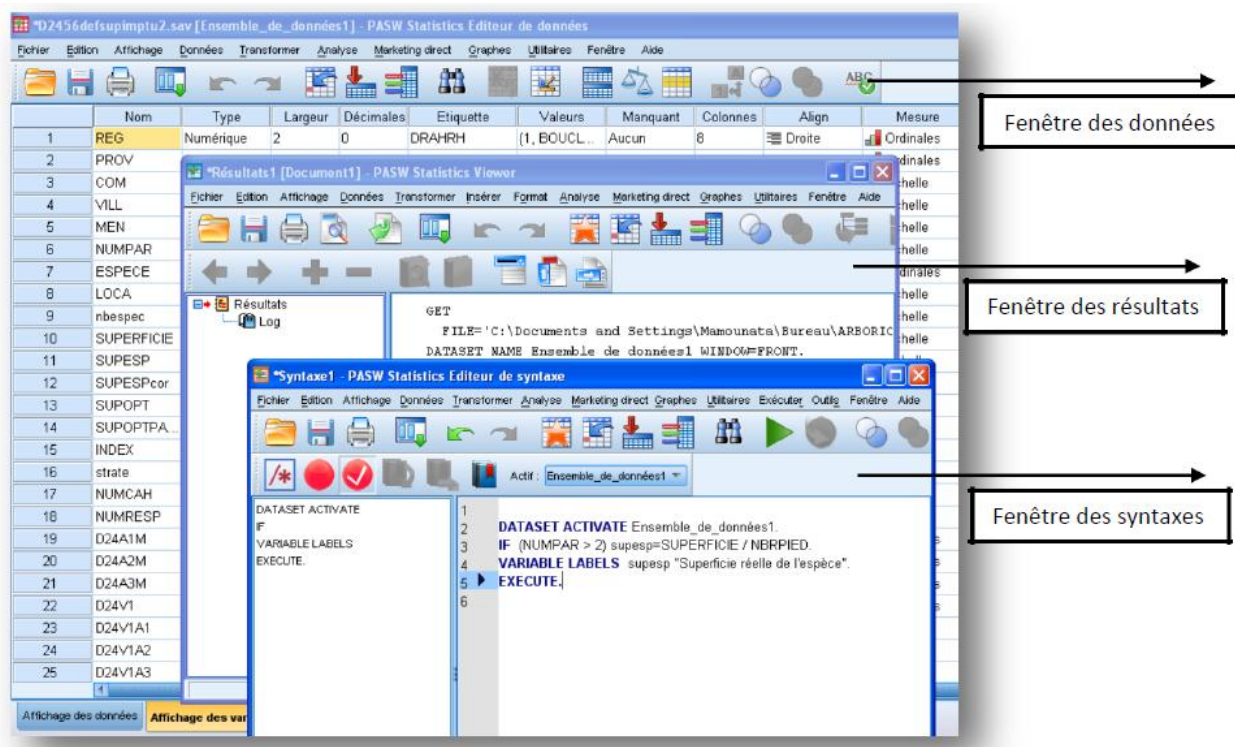 *D2456defsupimptu2.sav [Ensemble_de_données1] - PASW Statistics Editeur de données
Fichier Edition Affichage Données Transformer Analyse Marketing direct Graphes Utilitaires Fenêtre Aide
Nom Type Largeur Décimales Etiquette Valeurs Manquant Colonnes Align Mesure
1 REG Numérique 2 0 DRAHRH {1, BOUCL... Aucun 8 Droite Ordinales
2 PROV
3 COM
4 VILL
5 MEN
6 NUMPAR
7 ESPECE
8 LOCA
9 nbespec
10 SUPERFICIE
11 SUPESP
12 SUPESPcor
13 SUPOPT
14 SUPOPTPA...
15 INDEX
16 strate
17 NUMCAH
18 NUMRESP
19 D24A1M
20 D24A2M
21 D24A3M
22 D24V1
23 D24V1A1
24 D24V1A2
25 D24V1A3
Affichage des données Affichage des var
*Résultats1 [Document1] - PASW Statistics Viewer
Fichier Edition Affichage Données Transformer Insérer Format Analyse Marketing direct Graphes Utilitaires Fenêtre Aide
Résultats
Log
GET
FILE='C:\Documents and Settings\Mamounata\Bureau\ARBORIC
DATASET NAME Ensemble_de_données1 WINDOW=FRONT.
*Syntaxe1 - PASW Statistics Editeur de syntaxe
Fichier Edition Affichage Données Transformer Analyse Marketing direct Graphes Utilitaires Exécuter Outils Fenêtre Aide
Actif : Ensemble_de_données1
DATASET ACTIVATE
IF
VARIABLE LABELS
EXECUTE.
1
2 DATASET ACTIVATE Ensemble_de_données1.
3 IF (NUMPAR > 2) supesp=SUPERFICIE / NBRPIED.
4 VARIABLE LABELS supesp "Superficie réelle de l'espèce".
5 EXECUTE.
6
Fenêtre des données
Fenêtre des résultats
Fenêtre des syntaxes